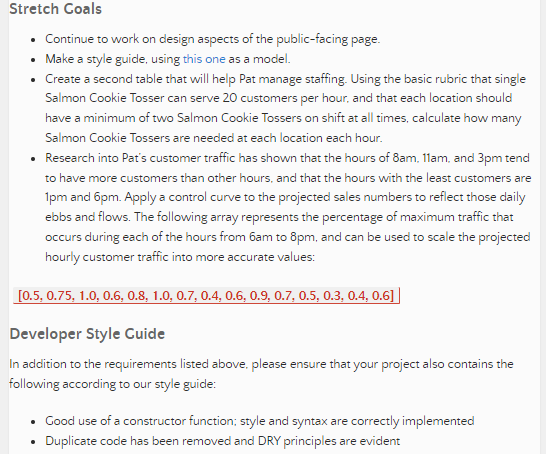 Stretch Goals
• Continue to work on design aspects of the public-facing page.
• Make a style guide, using this one as a model.
• Create a second table that will help Pat manage staffing. Using the basic rubric that single
Salmon Cookie Tosser can serve 20 customers per hour, and that each location should
have a minimum of two Salmon Cookie Tossers on shift at all times, calculate how many
Salmon Cookie Tossers are needed at each location each hour.
• Research into Pat's customer traffic has shown that the hours of 8am, 11am, and 3pm tend
to have more customers than other hours, and that the hours with the least customers are
1pm and 6pm. Apply a control curve to the projected sales numbers to reflect those daily
ebbs and flows. The following array represents the percentage of maximum traffic that
occurs during each of the hours from 6am to 8pm, and can be used to scale the projected
hourly customer traffic into more accurate values:
[0.5, 0.75, 1.0, 0.6, 0.8, 1.0, 0.7, 0.4, 0.6, 0.9, 0.7, 0.5, 0.3, 0.4, 0.6]
Developer Style Guide
In addition to the requirements listed above, please ensure that your project also contains the
following according to our style guide:
• Good use of a constructor function; style and syntax are correctly implemented
• Duplicate code has been removed and DRY principles are evident